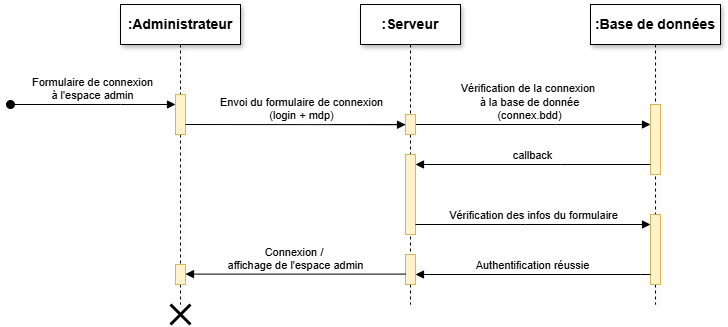 :Administrateur
:Serveur
:Base de données
Formulaire de connexion
à l'espace admin
Envoi du formulaire de connexion
(login + mdp)
Vérification de la connexion
à la base de donnée
(connex.bdd)
callback
Vérification des infos du formulaire
Connexion /
affichage de l'espace admin
Authentification réussie